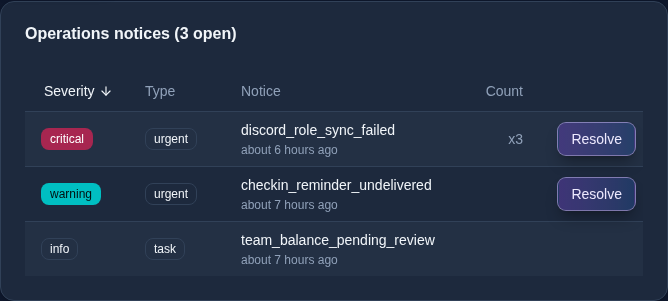 Operations notices (3 open)
Severity ↓ Type Notice Count
critical urgent discord_role_sync_failed x3 Resolve
about 6 hours ago
warning urgent checkin_reminder_undelivered Resolve
about 7 hours ago
info task team_balance_pending_review
about 7 hours ago